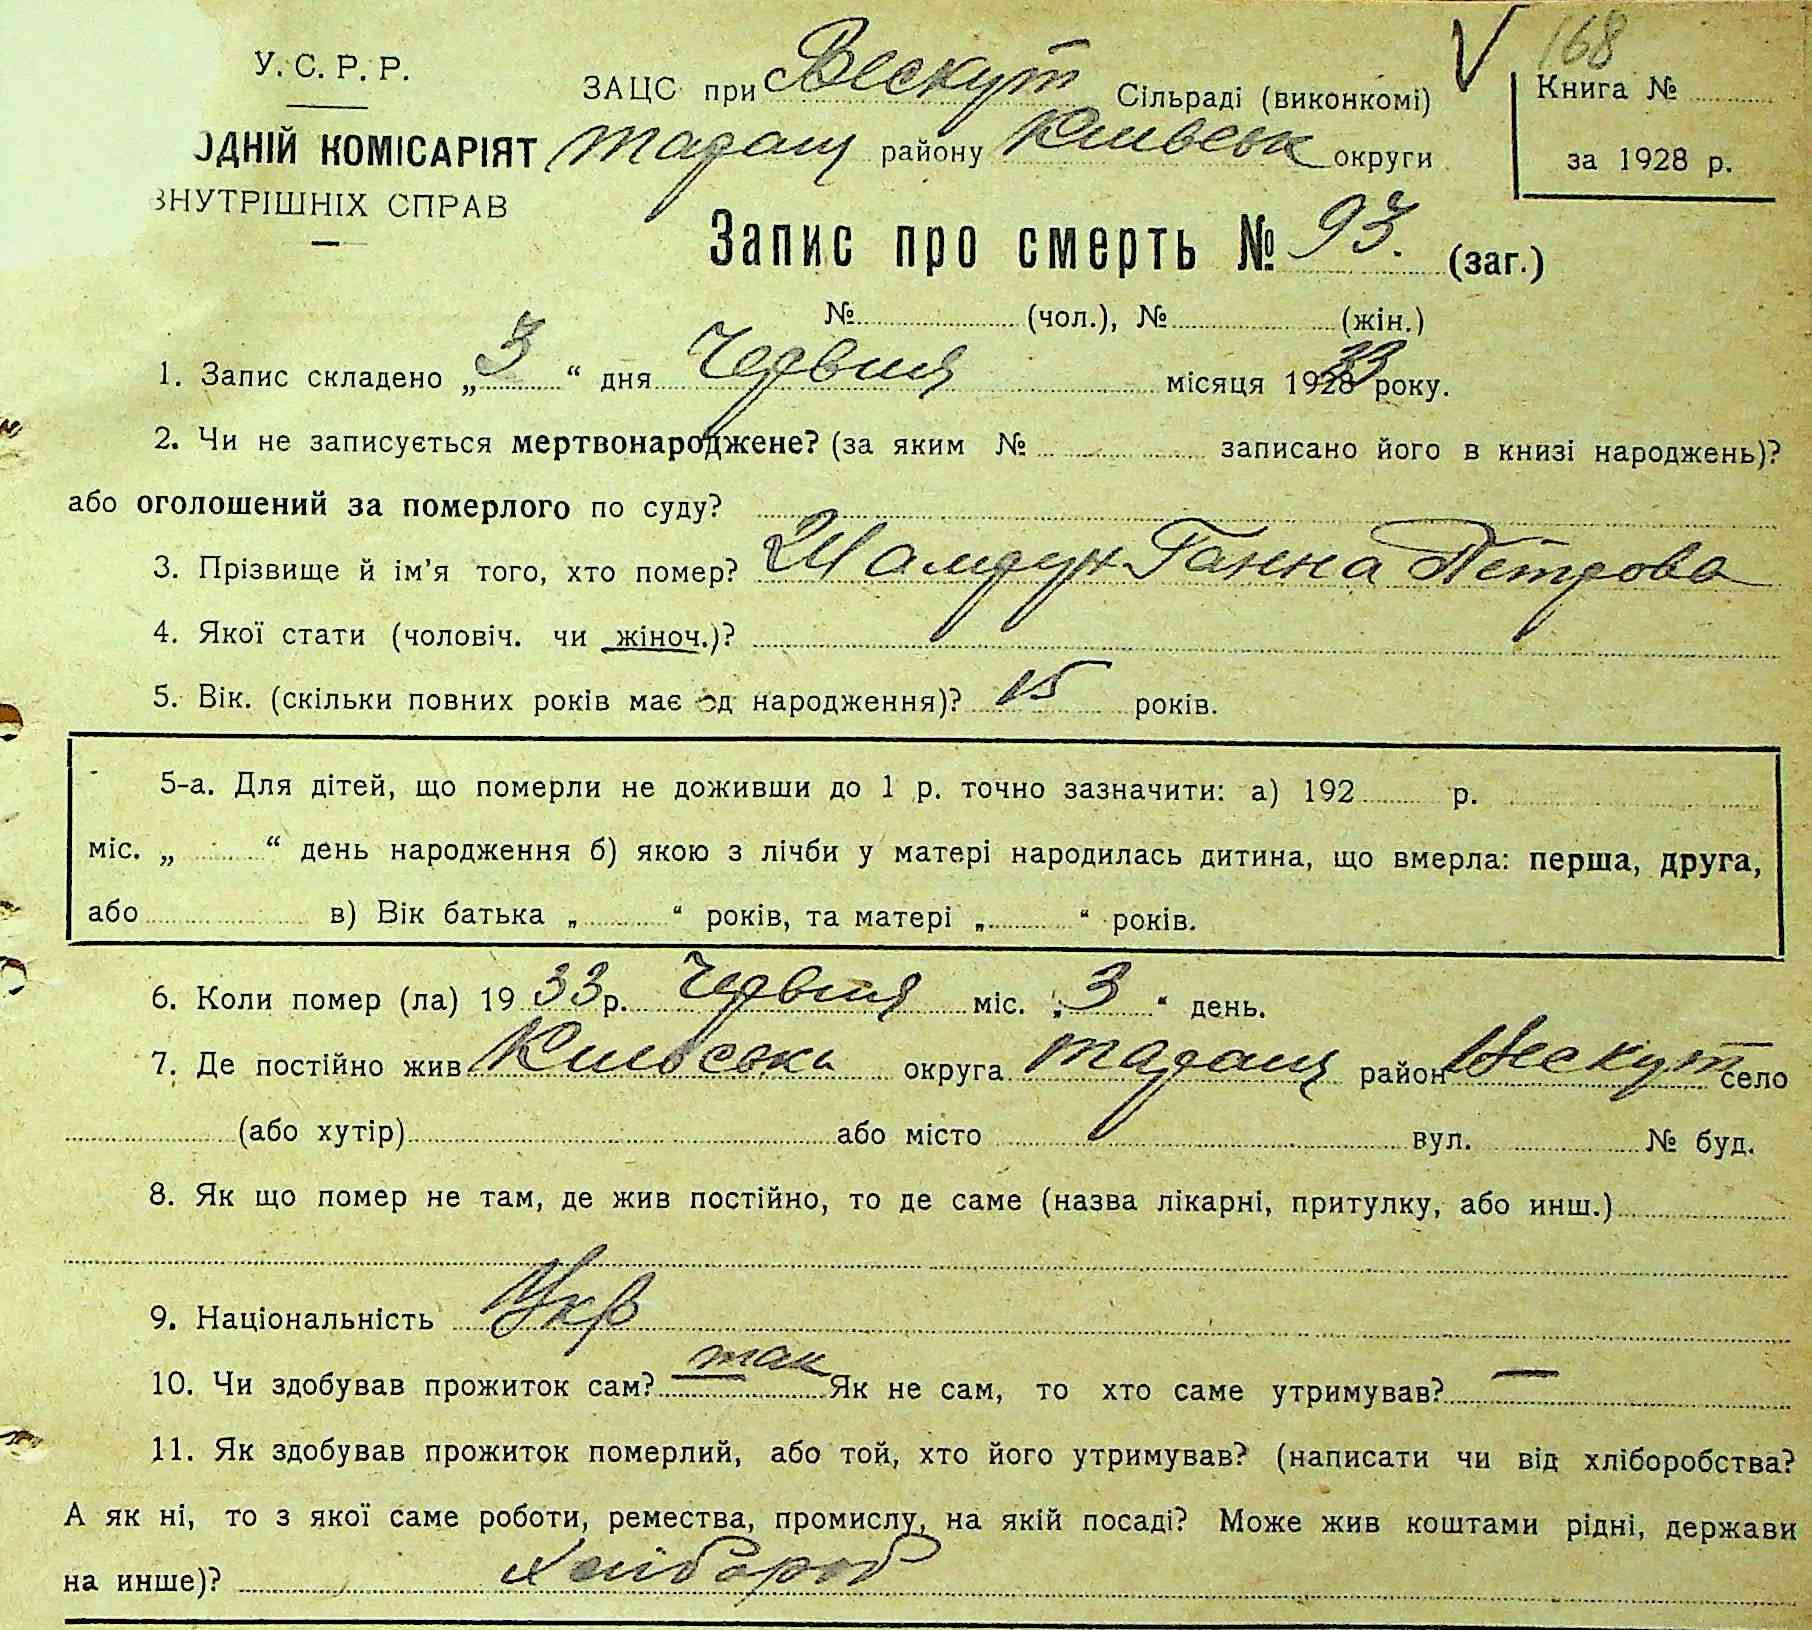 168
У. С. Р. Р.
ЗАЦС при Вескут Сільраді (виконкомі)
Книга №
ОДНІЙ КОМІСАРІЯТ
Таращ району Київськ округи
за 1928 р.
ВНУТРІШНІХ СПРАВ
Запис про смерть № 93. (заг.)
№ (чол.), № (жін.)
1. Запис складено „3“ дня Червня місяця 1933 року.
2. Чи не записується мертвонароджене? (за яким № записано його в книзі народжень)?
або оголошений за померлого по суду?
3. Прізвище й ім'я того, хто помер? Шамдун Ганна Петрова
4. Якої стати (чоловіч. чи жіноч.)?
5. Вік. (скільки повних років має од народження)? 15 років.
5-а. Для дітей, що померли не доживши до 1 р. точно зазначити: а) 192 р.
міс. „ “ день народження б) якою з лічби у матері народилась дитина, що вмерла: перша, друга,
або в) Вік батька „ “ років, та матері „ “ років.
6. Коли помер (ла) 1933 р. Червня міс. „3“ день.
7. Де постійно жив Київська округа Таращ район Вескут село
(або хутір) або місто вул. № буд.
8. Як що помер не там, де жив постійно, то де саме (назва лікарні, притулку, або инш.)
9. Національність Укр
10. Чи здобував прожиток сам? так Як не сам, то хто саме утримував? —
11. Як здобував прожиток померлий, або той, хто його утримував? (написати чи від хліборобства?
А як ні, то з якої саме роботи, ремества, промислу, на якій посаді? Може жив коштами рідні, держави
на инше)? Хлібороб